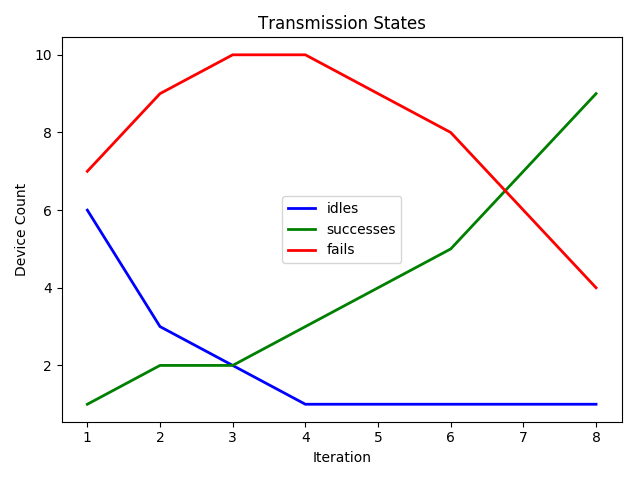 Transmission States
Device Count
10
8
6
4
2
idles
successes
fails
1 2 3 4 5 6 7 8
Iteration